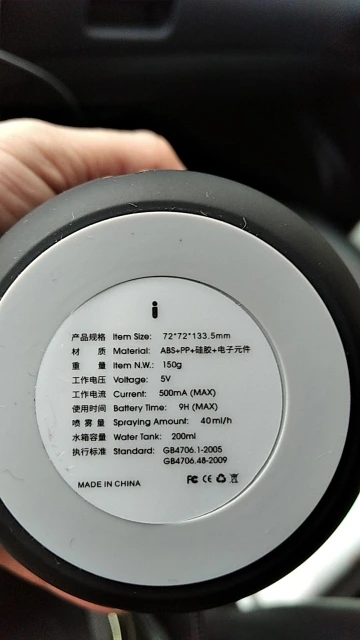 i
产品规格 Item Size: 72*72*133.5mm
材 质 Material: ABS+PP+硅胶+电子元件
重 量 Item N.W.: 150g
工作电压 Voltage: 5V
工作电流 Current: 500mA (MAX)
使用时间 Battery Time: 9H (MAX)
喷 雾 量 Spraying Amount: 40ml/h
水箱容量 Water Tank: 200ml
执行标准 Standard: GB4706.1-2005
GB4706.48-2009
MADE IN CHINA FC CE